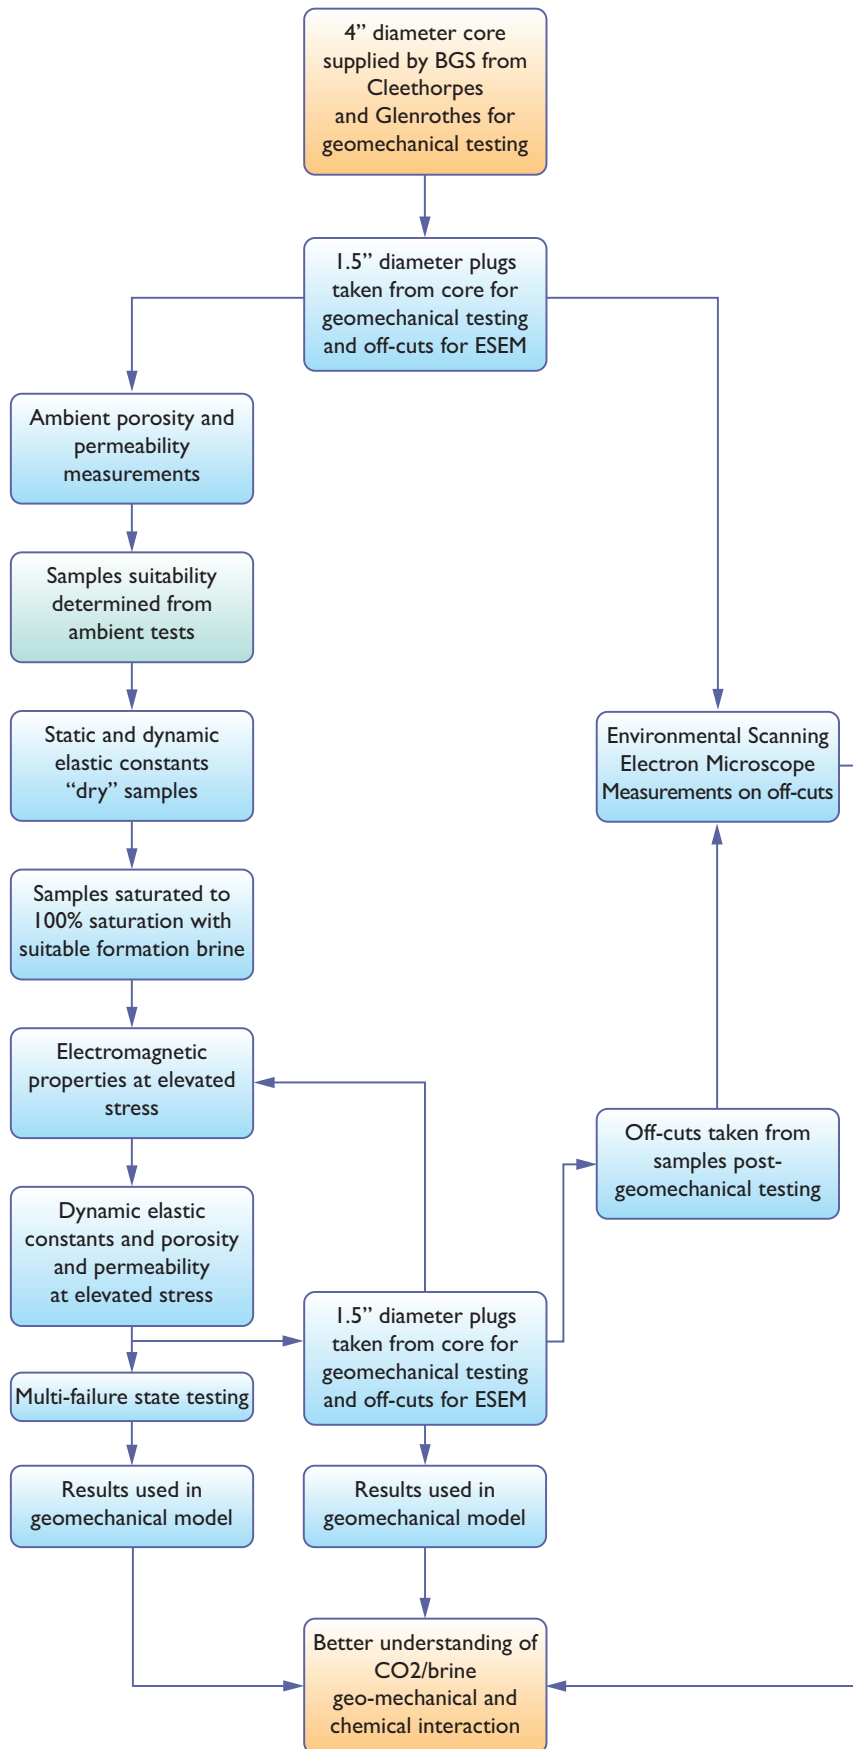 4” diameter core
supplied by BGS from
Cleethorpes
and Glenrothes for
geomechanical testing
1.5” diameter plugs
taken from core for
geomechanical testing
and off-cuts for ESEM
Ambient porosity and
permeability
measurements
Samples suitability
determined from
ambient tests
Static and dynamic
elastic constants
“dry” samples
Environmental Scanning
Electron Microscope
Measurements on off-cuts
Samples saturated to
100% saturation with
suitable formation brine
Electromagnetic
properties at elevated
stress
Off-cuts taken from
samples post-
geomechanical testing
Dynamic elastic
constants and porosity
and permeability
at elevated stress
1.5” diameter plugs
taken from core for
geomechanical testing
and off-cuts for ESEM
Multi-failure state testing
Results used in
geomechanical model
Results used in
geomechanical model
Better understanding of
CO2/brine
geo-mechanical and
chemical interaction